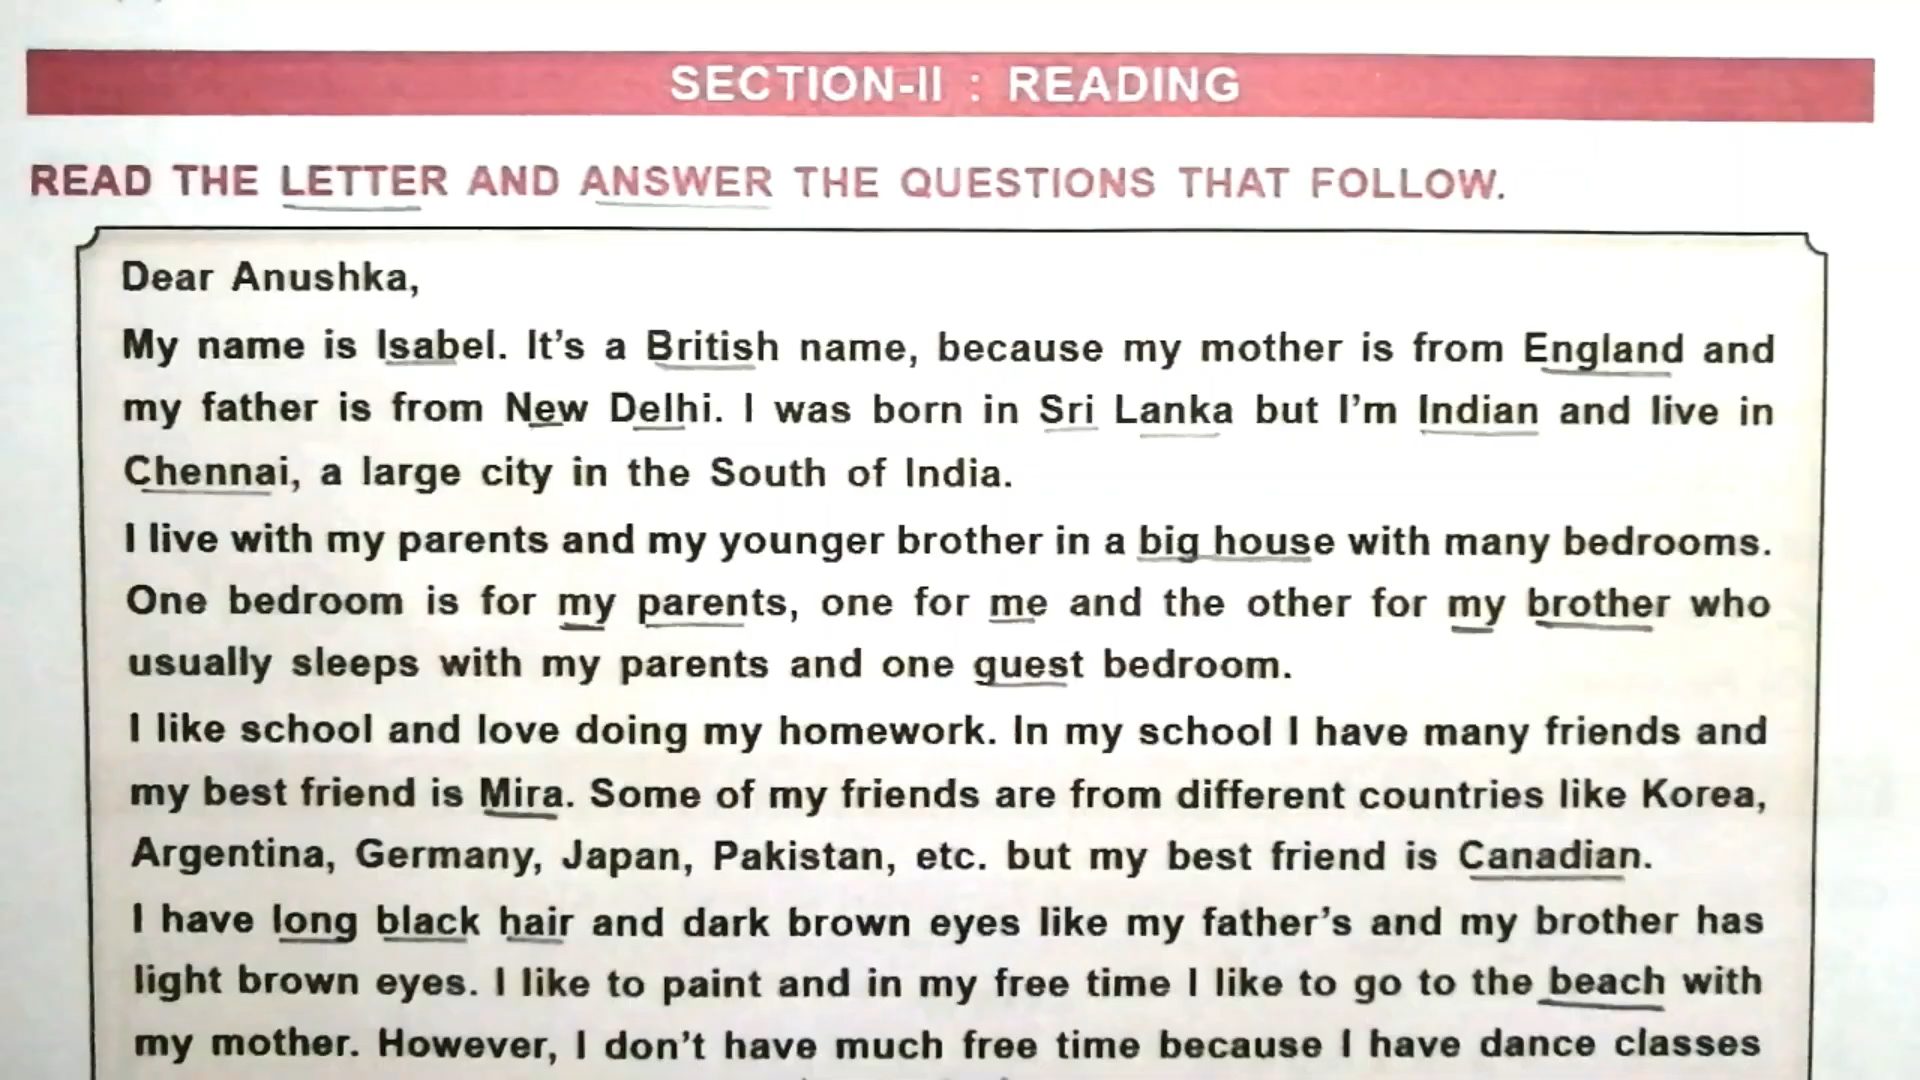 SECTION-II : READING
READ THE LETTER AND ANSWER THE QUESTIONS THAT FOLLOW.
Dear Anushka,
My name is Isabel. It's a British name, because my mother is from England and
my father is from New Delhi. I was born in Sri Lanka but I'm Indian and live in
Chennai, a large city in the South of India.
I live with my parents and my younger brother in a big house with many bedrooms.
One bedroom is for my parents, one for me and the other for my brother who
usually sleeps with my parents and one guest bedroom.
I like school and love doing my homework. In my school I have many friends and
my best friend is Mira. Some of my friends are from different countries like Korea,
Argentina, Germany, Japan, Pakistan, etc. but my best friend is Canadian.
I have long black hair and dark brown eyes like my father's and my brother has
light brown eyes. I like to paint and in my free time I like to go to the beach with
my mother. However, I don't have much free time because I have dance classes